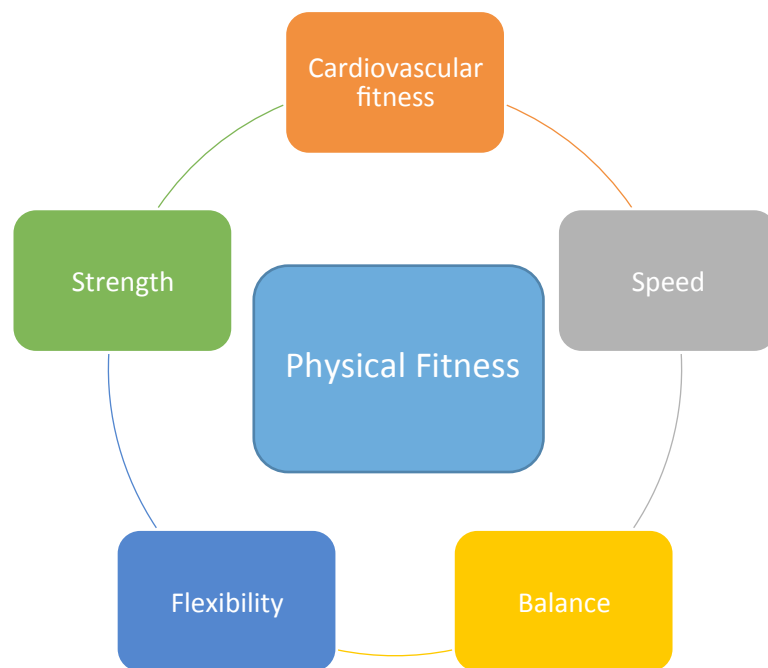 Cardiovascular
fitness
Strength
Speed
Physical Fitness
Flexibility
Balance